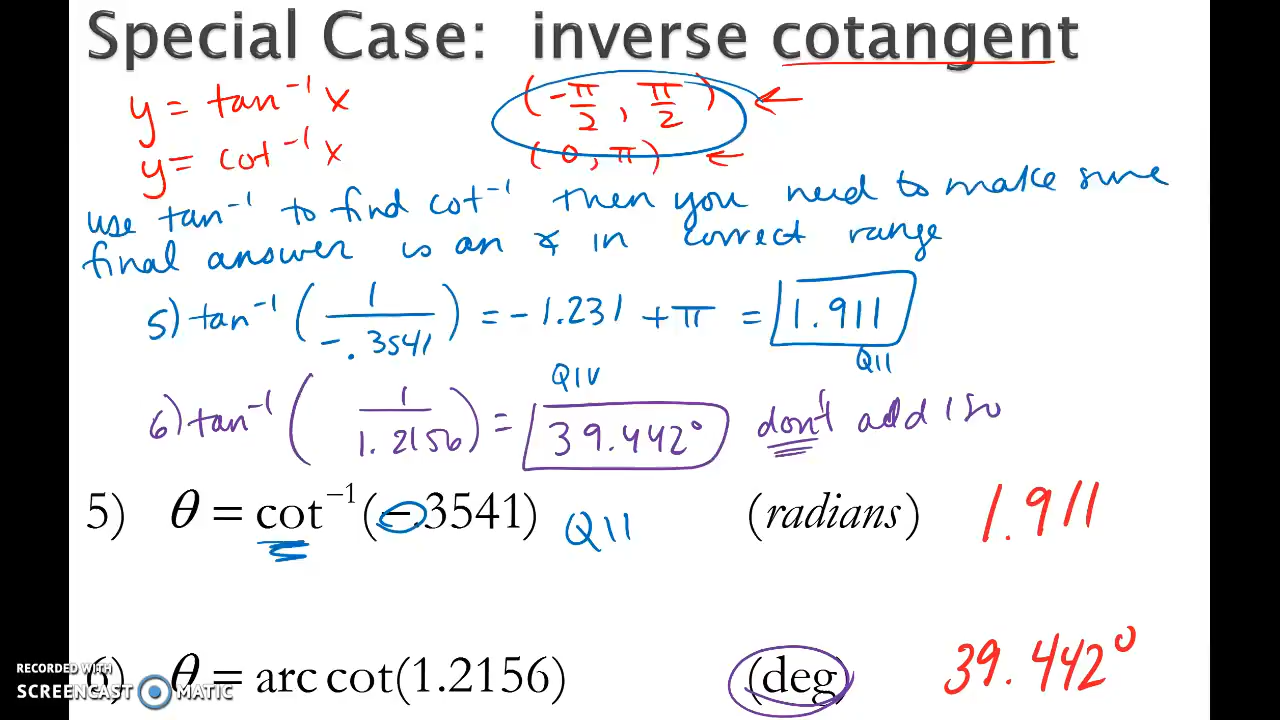 Special Case: inverse cotangent
y = tan⁻¹ x (-π/2, π/2) ←
y = cot⁻¹ x (0, π) ←
use tan⁻¹ to find cot⁻¹ then you need to make sure
final answer is an ∡ in correct range
5) tan⁻¹ (1/-.3541) = -1.231 + π = 1.911
QIV QII
6) tan⁻¹ (1/1.2156) = 39.442° don't add 180
5) θ = cot⁻¹(-.3541) QII (radians) 1.911
6) θ = arc cot(1.2156) (deg) 39.442°
RECORDED WITH
SCREENCAST MATIC